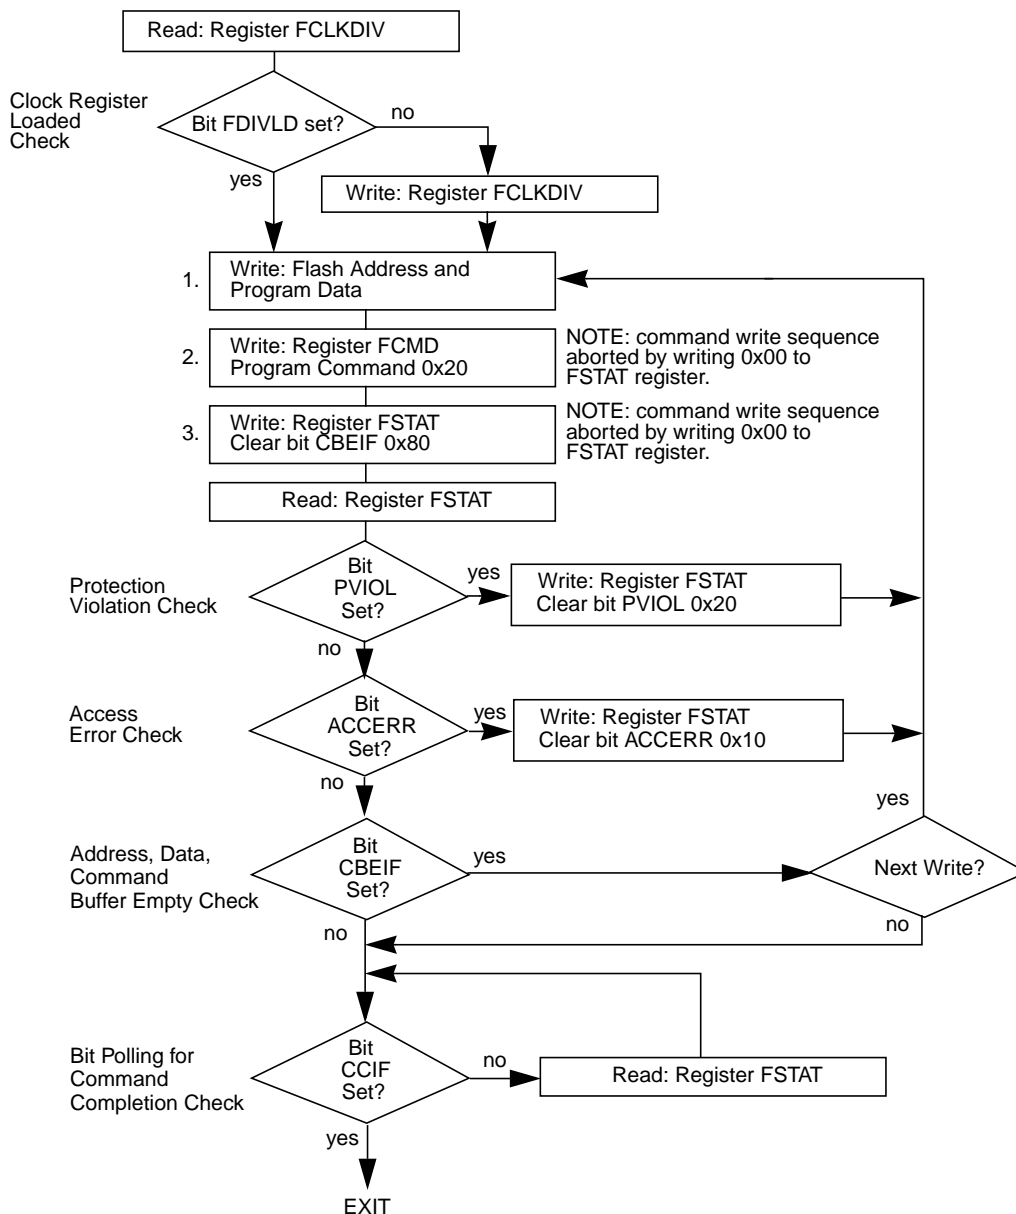 Read: Register FCLKDIV
Clock Register
Loaded
Check
Bit FDIVLD set?
no
yes
Write: Register FCLKDIV
1.
Write: Flash Address and
Program Data
2.
Write: Register FCMD
Program Command 0x20
NOTE: command write sequence
aborted by writing 0x00 to
FSTAT register.
3.
Write: Register FSTAT
Clear bit CBEIF 0x80
NOTE: command write sequence
aborted by writing 0x00 to
FSTAT register.
Read: Register FSTAT
Protection
Violation Check
Bit
PVIOL
Set?
yes
Write: Register FSTAT
Clear bit PVIOL 0x20
no
Access
Error Check
Bit
ACCERR
Set?
yes
Write: Register FSTAT
Clear bit ACCERR 0x10
no
yes
Address, Data,
Command
Buffer Empty Check
Bit
CBEIF
Set?
yes
Next Write?
no
no
Bit Polling for
Command
Completion Check
Bit
CCIF
Set?
no
Read: Register FSTAT
yes
EXIT